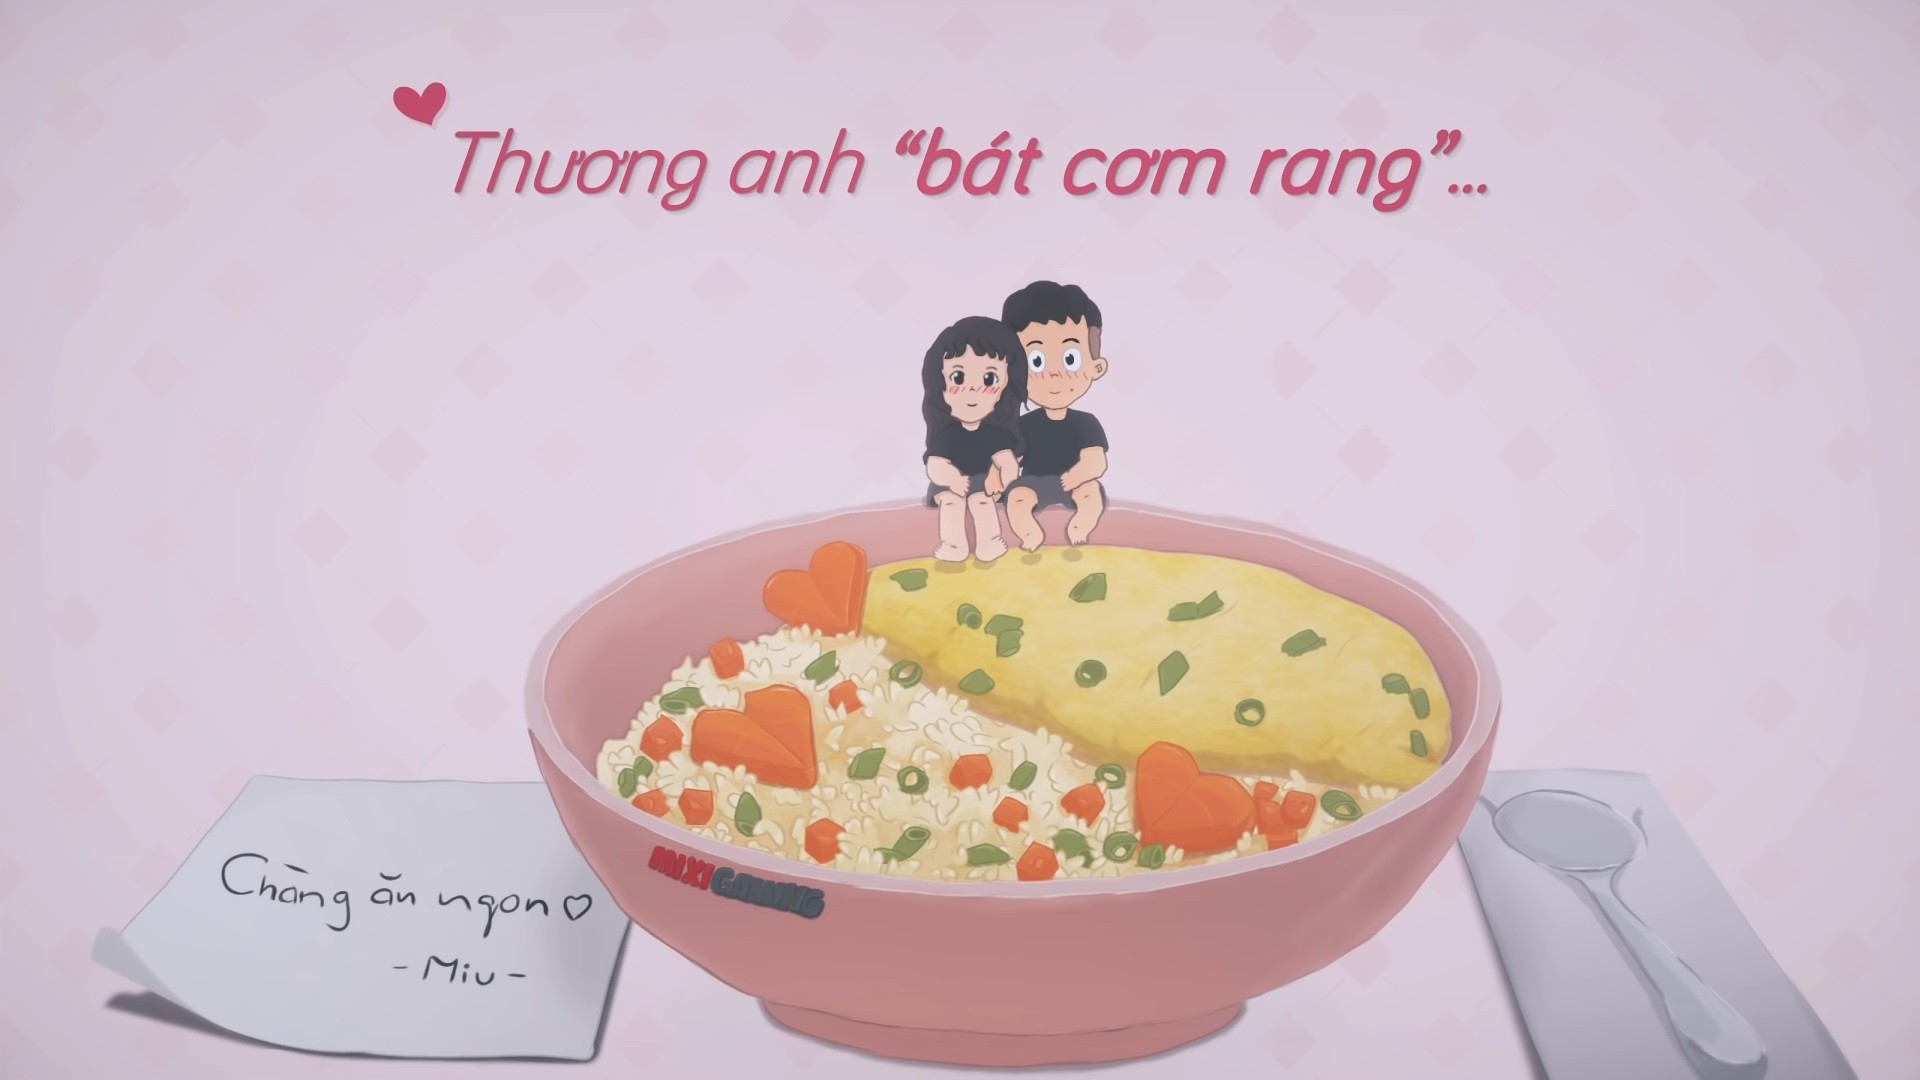 Thương anh “bát cơm rang”...
MIXIGAMING
Chàng ăn ngon♡
- Miu -